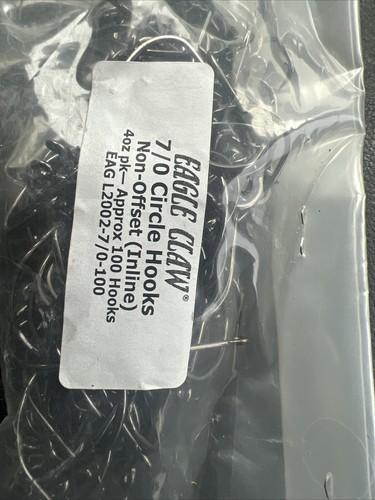 EAGLE CLAW®
7/0 Circle Hooks
Non-Offset (Inline)
4oz pk— Approx 100 Hooks
EAG L2002-7/0-100